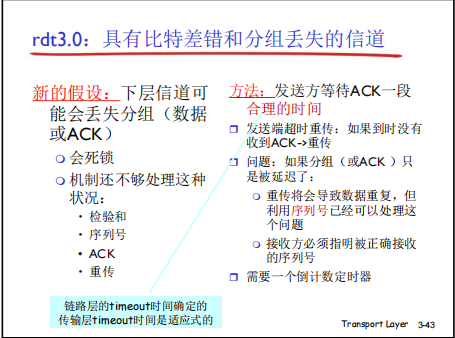 rdt3.0：具有比特差错和分组丢失的信道
新的假设：下层信道可
能会丢失分组（数据
或ACK）
会死锁
机制还不够处理这种
状况：
• 检验和
• 序列号
• ACK
• 重传
方法：发送方等待ACK一段
合理的时间
发送端超时重传：如果到时没有
收到ACK->重传
问题：如果分组（或ACK ）只
是被延迟了：
重传将会导致数据重复，但
利用序列号已经可以处理这
个问题
接收方必须指明被正确接收
的序列号
需要一个倒计数定时器
链路层的timeout时间确定的
传输层timeout时间是适应式的
Transport Layer 3-43